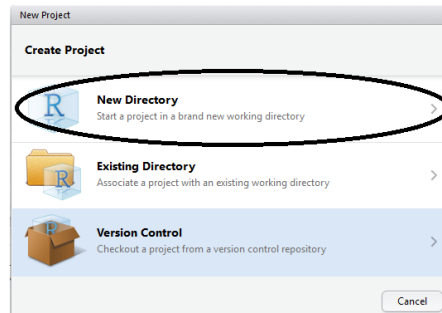 New Project
Create Project
R
New Directory
Start a project in a brand new working directory
R
Existing Directory
Associate a project with an existing working directory
R
Version Control
Checkout a project from a version control repository
Cancel